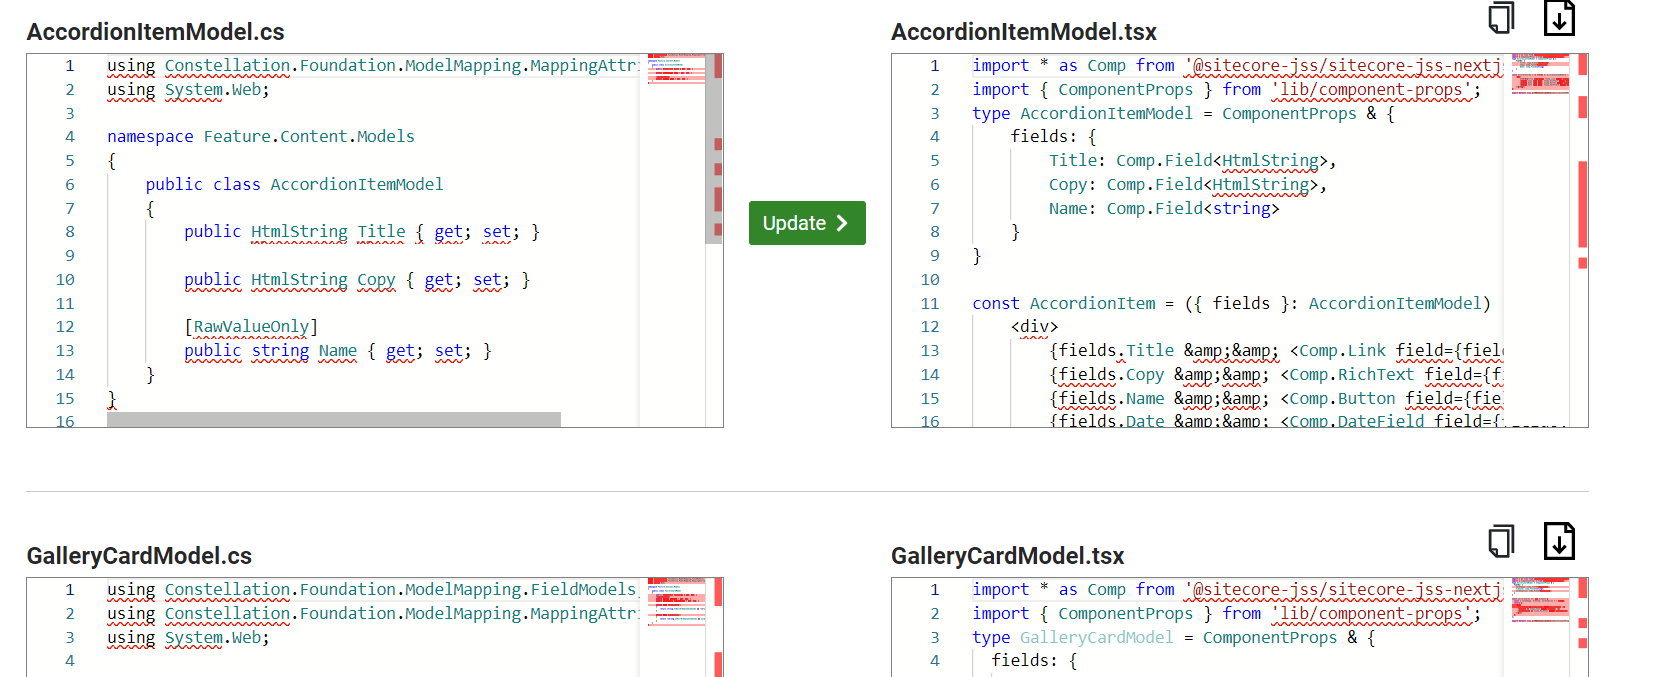 AccordionItemModel.cs
1 using Constellation.Foundation.ModelMapping.MappingAttr
2 using System.Web;
3
4 namespace Feature.Content.Models
5 {
6 public class AccordionItemModel
7 {
8 public HtmlString Title { get; set; }
9
10 public HtmlString Copy { get; set; }
11
12 [RawValueOnly]
13 public string Name { get; set; }
14 }
15 }
16
Update
AccordionItemModel.tsx
1 import * as Comp from '@sitecore-jss/sitecore-jss-nextj
2 import { ComponentProps } from 'lib/component-props';
3 type AccordionItemModel = ComponentProps & {
4 fields: {
5 Title: Comp.Field<HtmlString>,
6 Copy: Comp.Field<HtmlString>,
7 Name: Comp.Field<string>
8 }
9 }
10
11 const AccordionItem = ({ fields }: AccordionItemModel)
12 <div>
13 {fields.Title &amp;&amp; <Comp.Link field={fiel
14 {fields.Copy &amp;&amp; <Comp.RichText field={f
15 {fields.Name &amp;&amp; <Comp.Button field={fie
16 {fields.Date &amp;&amp; <Comp.DateField field={
GalleryCardModel.cs
1 using Constellation.Foundation.ModelMapping.FieldModels
2 using Constellation.Foundation.ModelMapping.MappingAttr
3 using System.Web;
4
GalleryCardModel.tsx
1 import * as Comp from '@sitecore-jss/sitecore-jss-nextj
2 import { ComponentProps } from 'lib/component-props';
3 type GalleryCardModel = ComponentProps & {
4 fields: {